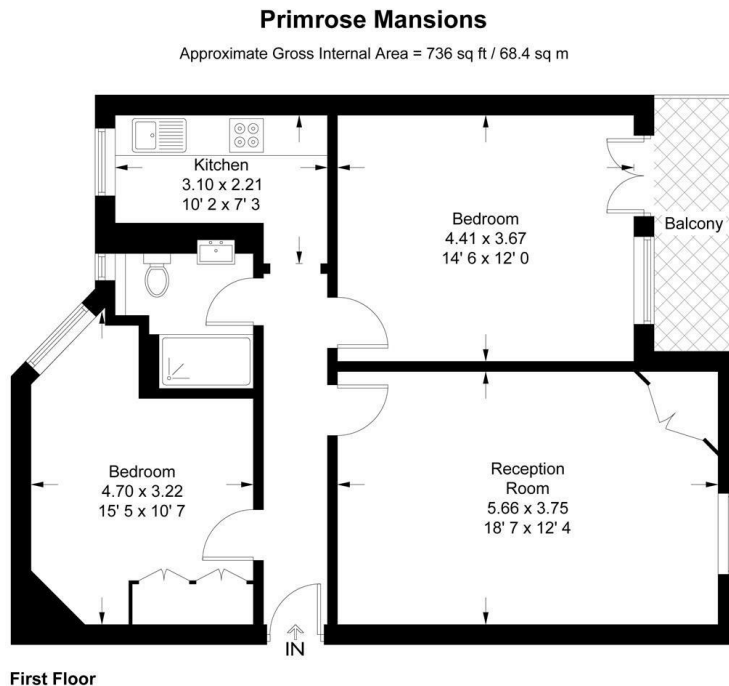 Primrose Mansions
Approximate Gross Internal Area = 736 sq ft / 68.4 sq m
Kitchen
3.10 x 2.21
10' 2 x 7' 3
Bedroom
4.41 x 3.67
14' 6 x 12' 0
Balcony
Bedroom
4.70 x 3.22
15' 5 x 10' 7
Reception
Room
5.66 x 3.75
18' 7 x 12' 4
IN
First Floor